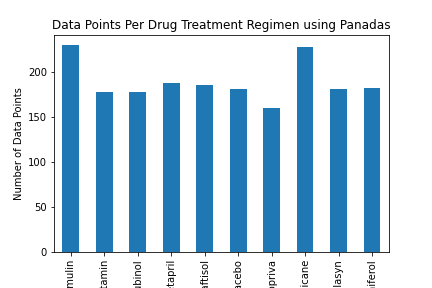 Data Points Per Drug Treatment Regimen using Panadas
Number of Data Points
200
150
100
50
0
mulin
tamin
ubinol
tapril
aftisol
acebo
opriva
icane
lasyn
iferol